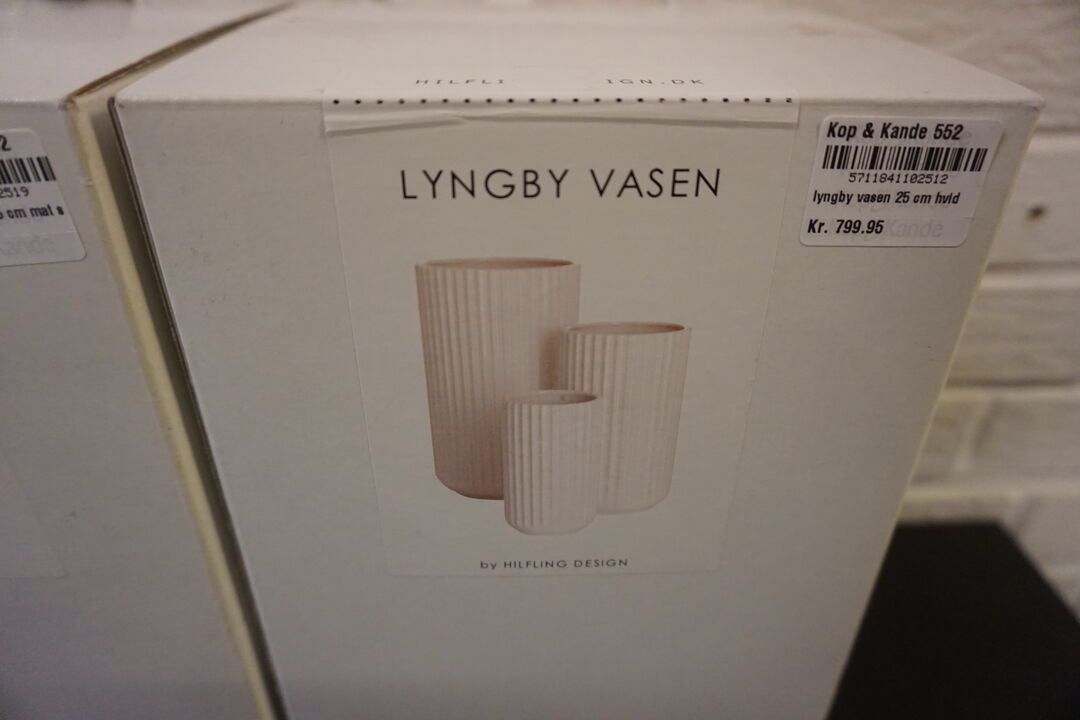 HILFLI IGN.DK
LYNGBY VASEN
by HILFLING DESIGN
Kop & Kande 552
5711841102512
lyngby vasen 25 cm hvid
Kr. 799.95
Kande
2
2519
cm mat s
Kande